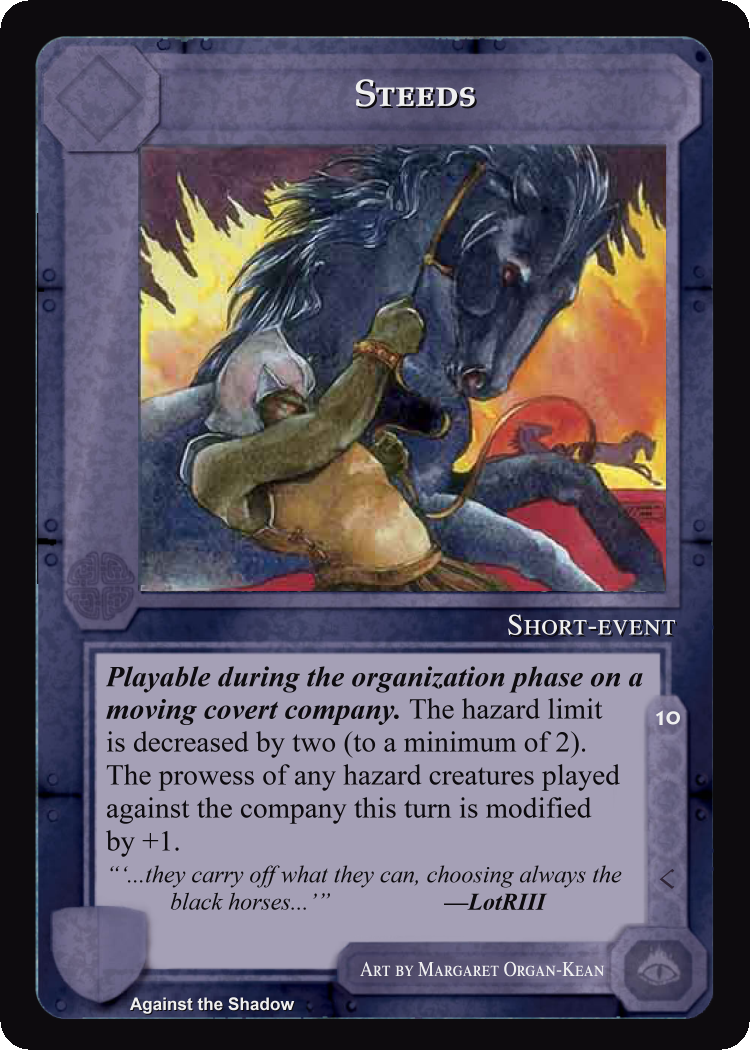 Steeds
Short-event
Playable during the organization phase on a
moving covert company. The hazard limit
is decreased by two (to a minimum of 2).
The prowess of any hazard creatures played
against the company this turn is modified
by +1.
“‘...they carry off what they can, choosing always the
black horses...’” —LotRIII
10
Art by Margaret Organ-Kean
Against the Shadow